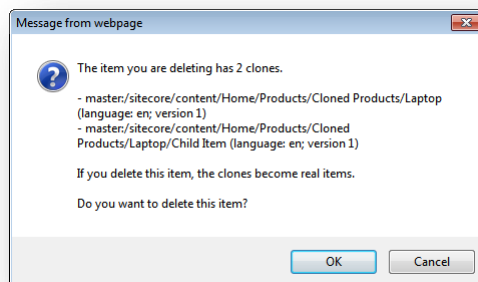 Message from webpage
The item you are deleting has 2 clones.
- master:/sitecore/content/Home/Products/Cloned Products/Laptop
(language: en; version 1)
- master:/sitecore/content/Home/Products/Cloned
Products/Laptop/Child Item (language: en; version 1)
If you delete this item, the clones become real items.
Do you want to delete this item?
OK Cancel